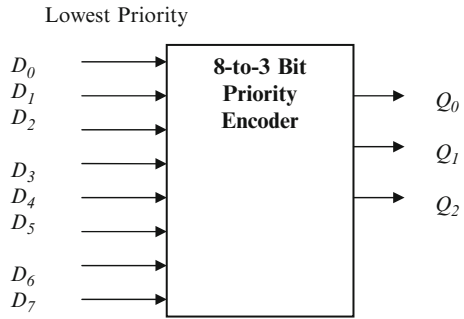 Lowest Priority
D0
D1
D2
D3
D4
D5
D6
D7
8-to-3 Bit
Priority
Encoder
Q0
Q1
Q2